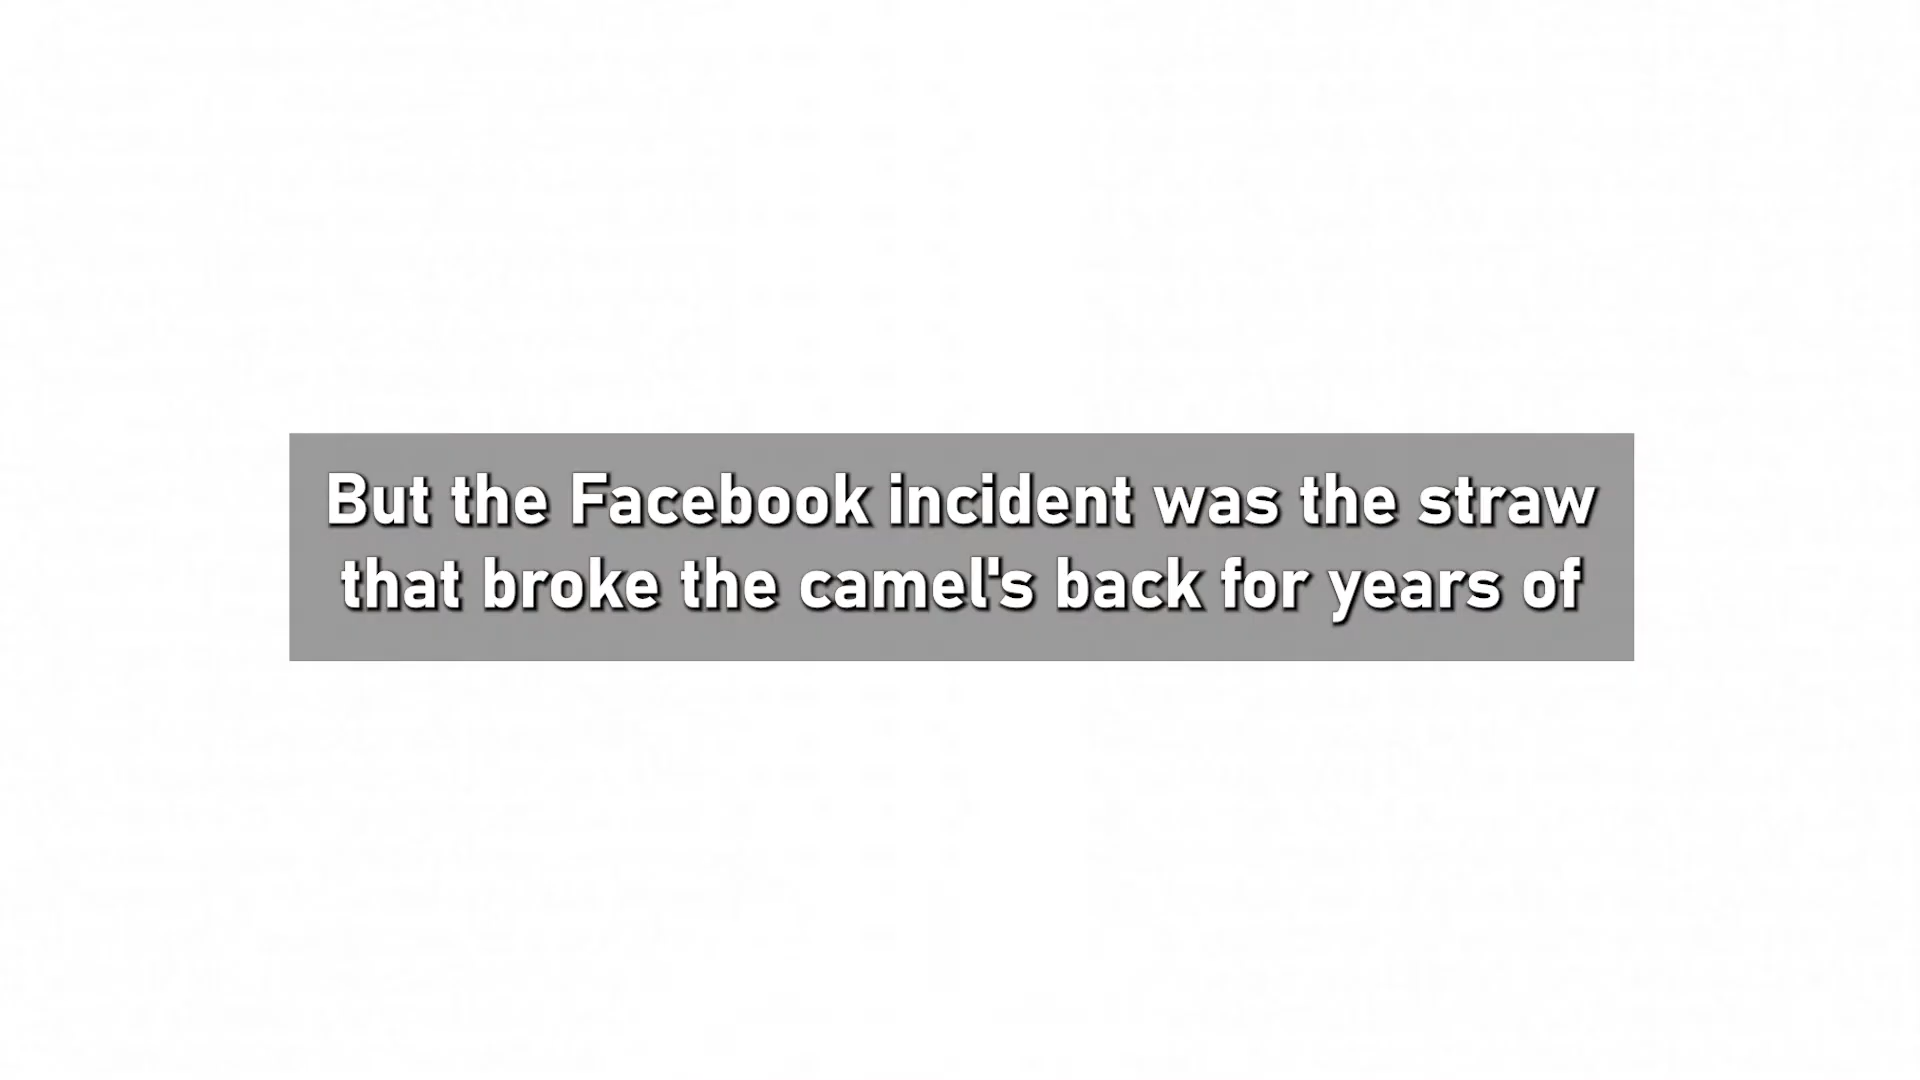 But the Facebook incident was the straw
that broke the camel's back for years of